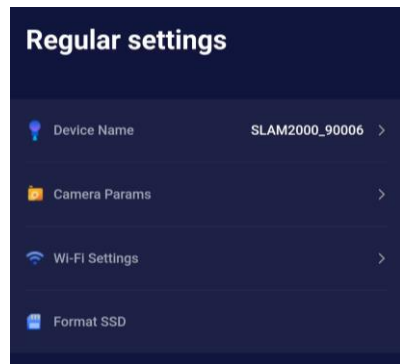 Regular settings
Device Name SLAM2000_90006
Camera Params
Wi-Fi Settings
Format SSD